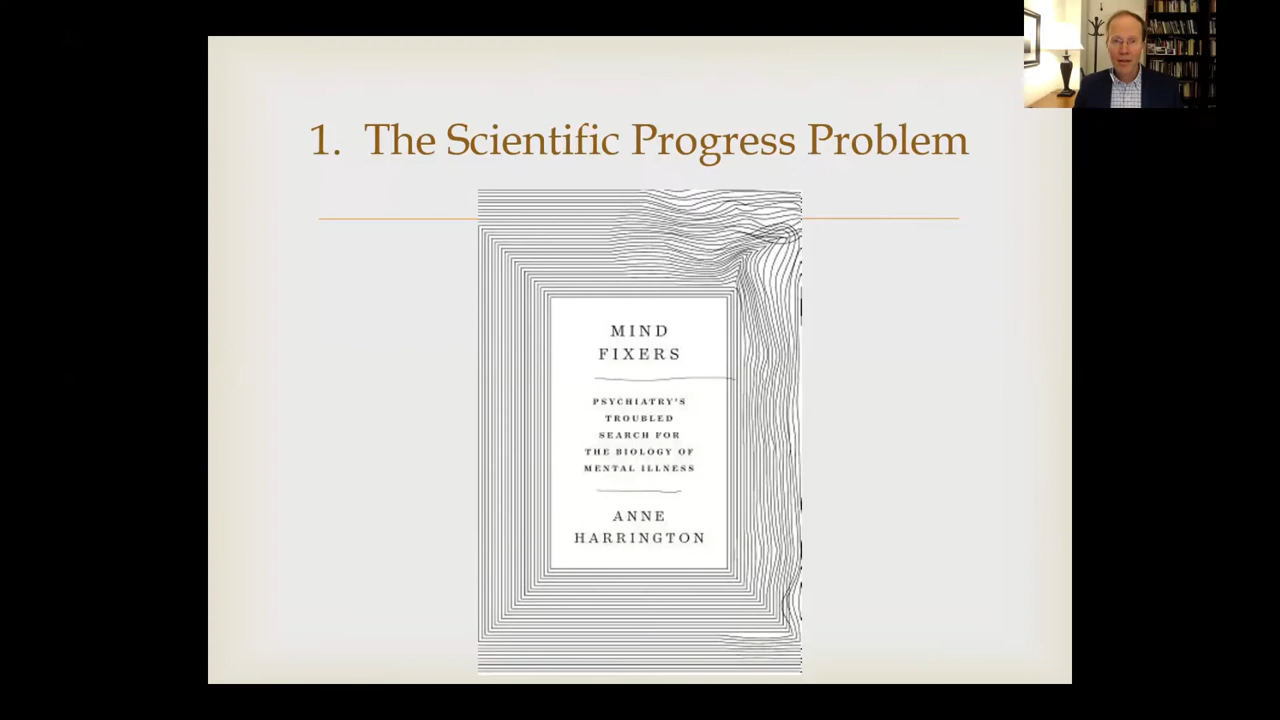 1. The Scientific Progress Problem
MIND
FIXERS
PSYCHIATRY'S
TROUBLED
SEARCH FOR
THE BIOLOGY OF
MENTAL ILLNESS
ANNE
HARRINGTON